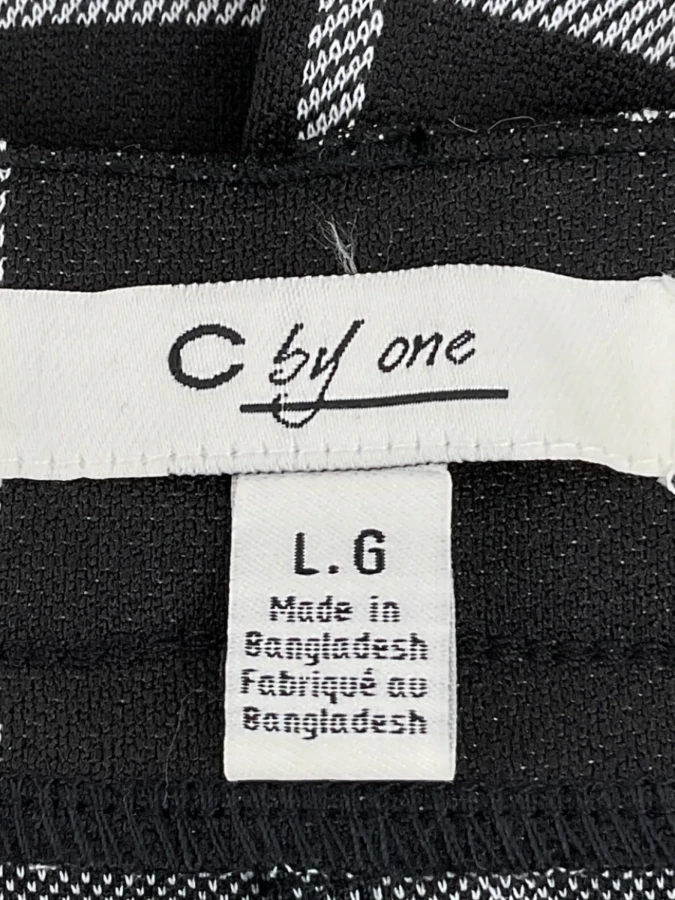 C by one
L.G
Made in
Bangladesh
Fabriqué au
Bangladesh